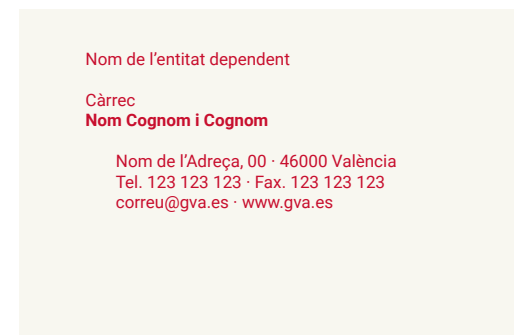 Nom de l’entitat dependent
Càrrec
Nom Cognom i Cognom
Nom de l’Adreça, 00 · 46000 València
Tel. 123 123 123 · Fax. 123 123 123
correu@gva.es · www.gva.es